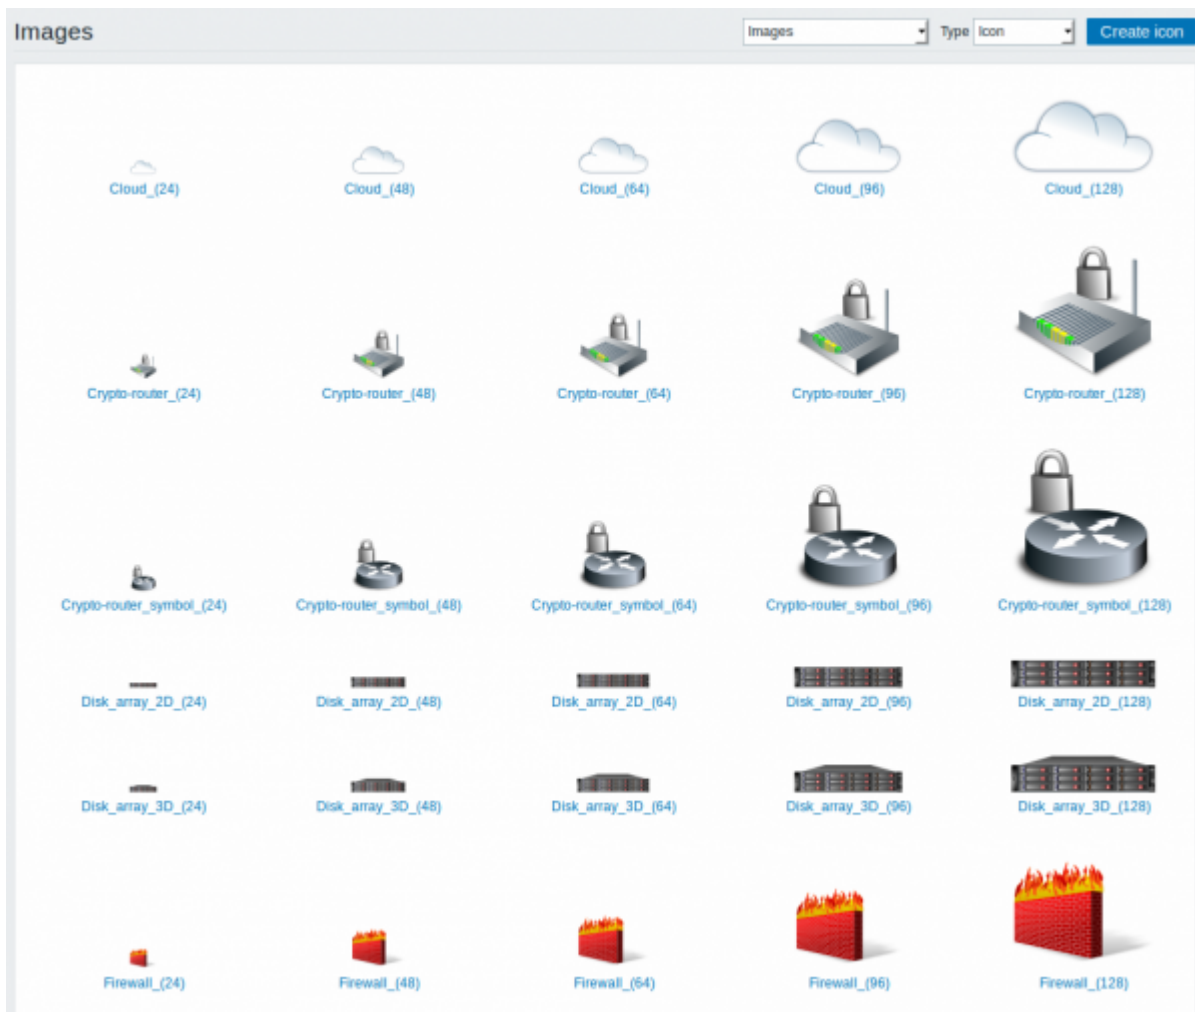 Images
Images Type Icon Create icon
Cloud_(24) Cloud_(48) Cloud_(64) Cloud_(96) Cloud_(128)
Crypto-router_(24) Crypto-router_(48) Crypto-router_(64) Crypto-router_(96) Crypto-router_(128)
Crypto-router_symbol_(24) Crypto-router_symbol_(48) Crypto-router_symbol_(64) Crypto-router_symbol_(96) Crypto-router_symbol_(128)
Disk_array_2D_(24) Disk_array_2D_(48) Disk_array_2D_(64) Disk_array_2D_(96) Disk_array_2D_(128)
Disk_array_3D_(24) Disk_array_3D_(48) Disk_array_3D_(64) Disk_array_3D_(96) Disk_array_3D_(128)
Firewall_(24) Firewall_(48) Firewall_(64) Firewall_(96) Firewall_(128)